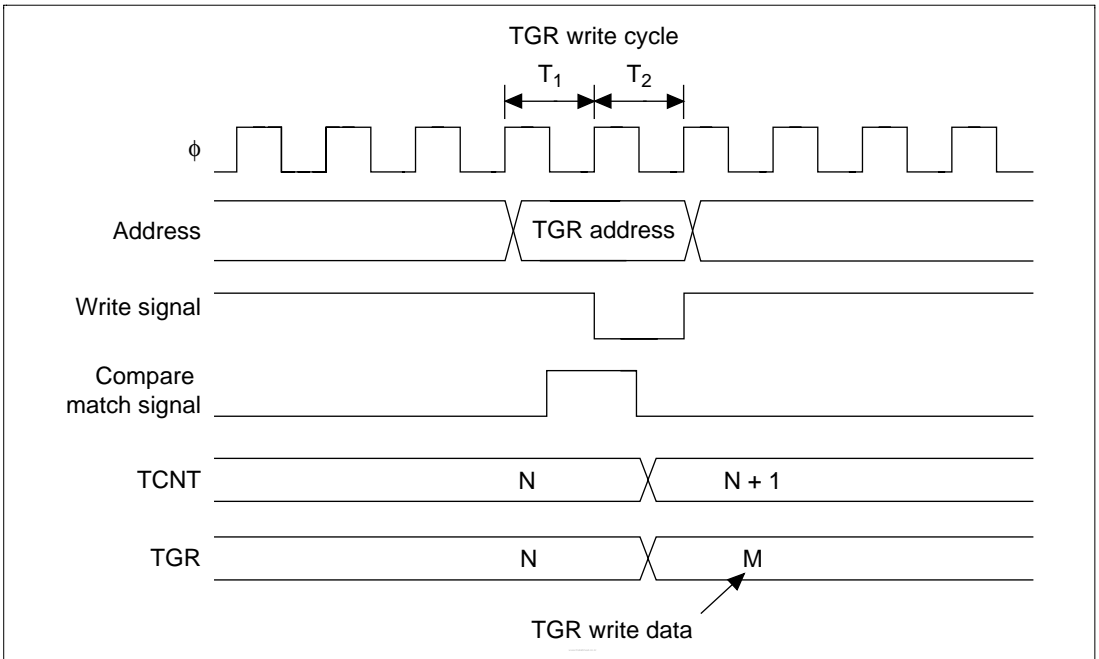 TGR write cycle
T1 T2
ϕ
Address TGR address
Write signal
Compare
match signal
TCNT N N + 1
TGR N M
TGR write data